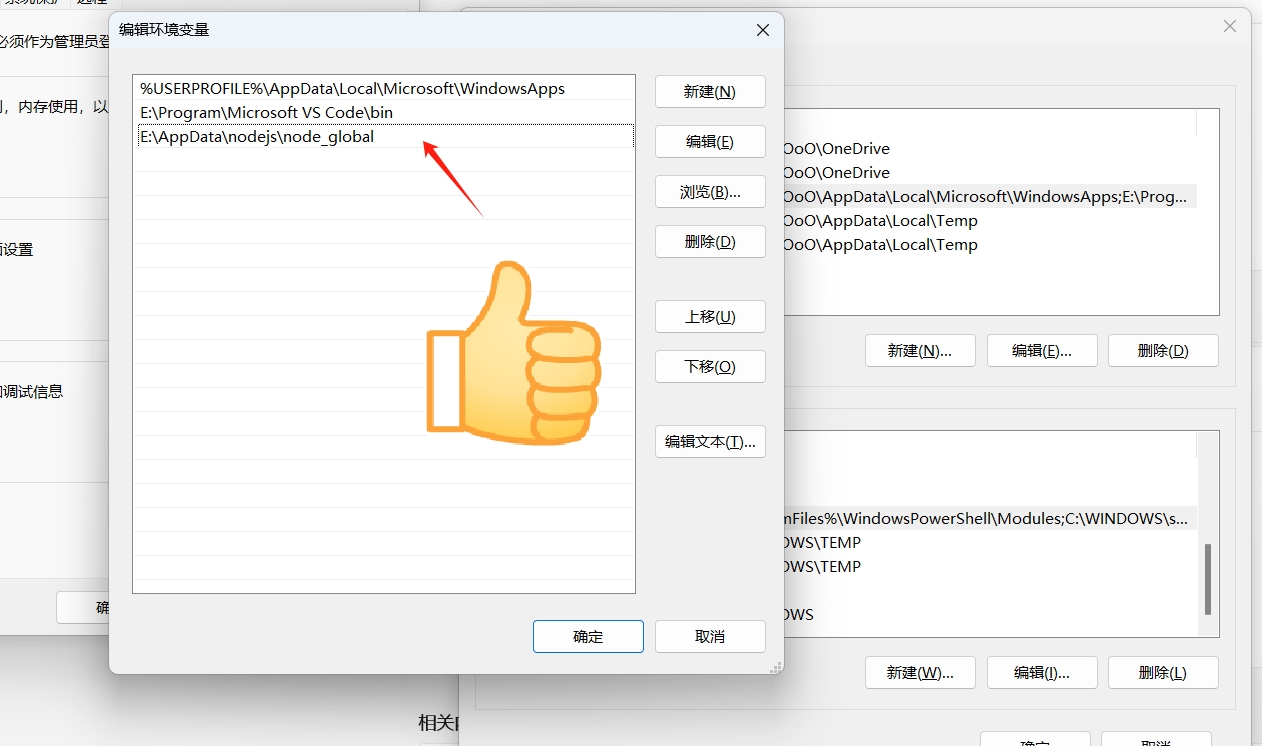 编辑环境变量
%USERPROFILE%\AppData\Local\Microsoft\WindowsApps
E:\Program\Microsoft VS Code\bin
E:\AppData\nodejs\node_global
新建(N)
编辑(E)
浏览(B)...
删除(D)
上移(U)
下移(O)
编辑文本(T)...
确定
取消
必须作为管理员登
，内存使用，以
设置
调试信息
确
相关
OoO\OneDrive
OoO\OneDrive
OoO\AppData\Local\Microsoft\WindowsApps;E:\Prog...
OoO\AppData\Local\Temp
OoO\AppData\Local\Temp
新建(N)...
编辑(E)...
删除(D)
mFiles%\WindowsPowerShell\Modules;C:\WINDOWS\s...
OWS\TEMP
OWS\TEMP
OWS
新建(W)...
编辑(I)...
删除(L)
确定
取消